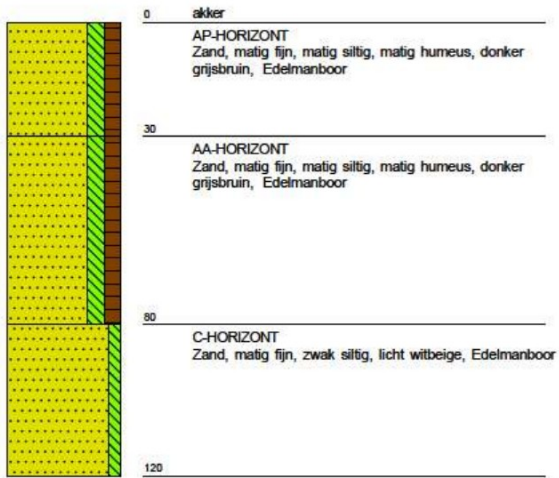 0 akker
AP-HORIZONT
Zand, matig fijn, matig siltig, matig humeus, donker
grijsbruin, Edelmanboor
30
AA-HORIZONT
Zand, matig fijn, matig siltig, matig humeus, donker
grijsbruin, Edelmanboor
80
C-HORIZONT
Zand, matig fijn, zwak siltig, licht witbeige, Edelmanboor
120